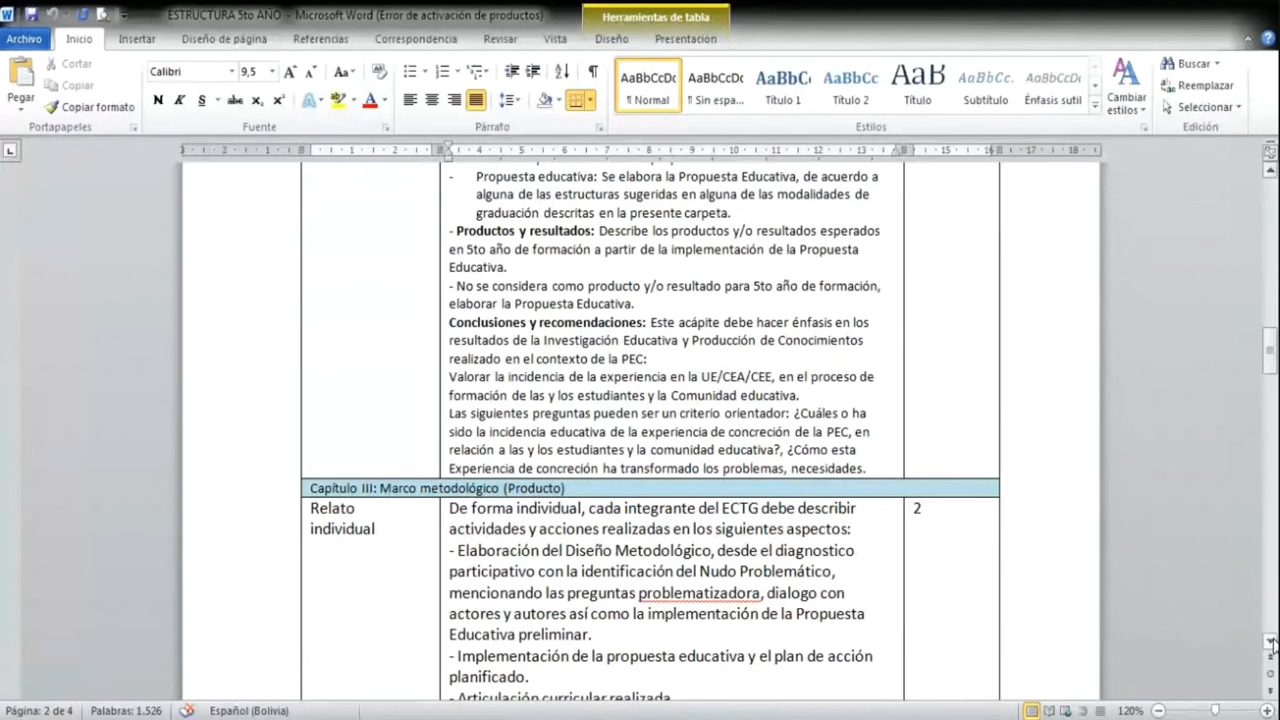 ESTRUCTURA 5to AÑO - Microsoft Word (Error de activación de productos)
Herramientas de tabla
Archivo Inicio Insertar Diseño de página Referencias Correspondencia Revisar Vista Diseño Presentación
Pegar
Cortar
Copiar
Copiar formato
Portapapeles
Calibri 9,5
Fuente
Párrafo
AaBbCcDc AaBbCcDc AaBbC AaBbCc AaB AaBbCcDc AaBbCcDc
¶ Normal ¶ Sin espa... Título 1 Título 2 Título Subtítulo Énfasis sutil
Estilos
Cambiar
estilos
Buscar
Reemplazar
Seleccionar
Edición
- Propuesta educativa: Se elabora la Propuesta Educativa, de acuerdo a
alguna de las estructuras sugeridas en alguna de las modalidades de
graduación descritas en la presente carpeta.
- Productos y resultados: Describe los productos y/o resultados esperados
en 5to año de formación a partir de la implementación de la Propuesta
Educativa.
- No se considera como producto y/o resultado para 5to año de formación,
elaborar la Propuesta Educativa.
Conclusiones y recomendaciones: Este acápite debe hacer énfasis en los
resultados de la Investigación Educativa y Producción de Conocimientos
realizado en el contexto de la PEC:
Valorar la incidencia de la experiencia en la UE/CEA/CEE, en el proceso de
formación de las y los estudiantes y la Comunidad educativa.
Las siguientes preguntas pueden ser un criterio orientador: ¿Cuáles o ha
sido la incidencia educativa de la experiencia de concreción de la PEC, en
relación a las y los estudiantes y la comunidad educativa?, ¿Cómo esta
Experiencia de concreción ha transformado los problemas, necesidades.
Capítulo III: Marco metodológico (Producto)
Relato
individual
De forma individual, cada integrante del ECTG debe describir
actividades y acciones realizadas en los siguientes aspectos:
- Elaboración del Diseño Metodológico, desde el diagnostico
participativo con la identificación del Nudo Problemático,
mencionando las preguntas problematizadora, dialogo con
actores y autores así como la implementación de la Propuesta
Educativa preliminar.
- Implementación de la propuesta educativa y el plan de acción
planificado.
- Articulación curricular realizada
2
Página: 2 de 4 Palabras: 1.526 Español (Bolivia) 120%